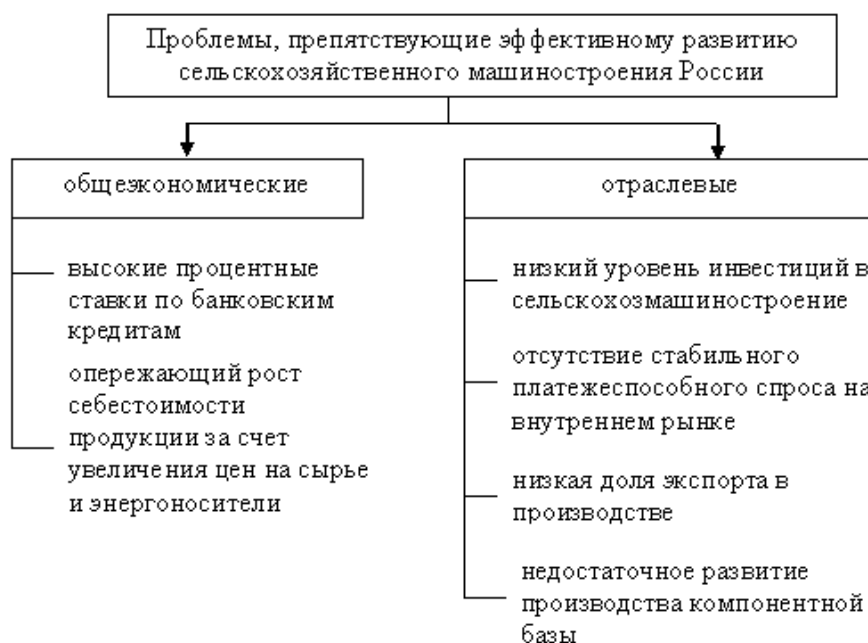 Проблемы, препятствующие эффективному развитию
сельскохозяйственного машиностроения России
общеэкономические
высокие процентные
ставки по банковским
кредитам
опережающий рост
себестоимости
продукции за счет
увеличения цен на сырье
и энергоносители
отраслевые
низкий уровень инвестиций в
сельскохозмашиностроение
отсутствие стабильного
платежеспособного спроса на
внутреннем рынке
низкая доля экспорта в
производстве
недостаточное развитие
производства компонентной
базы